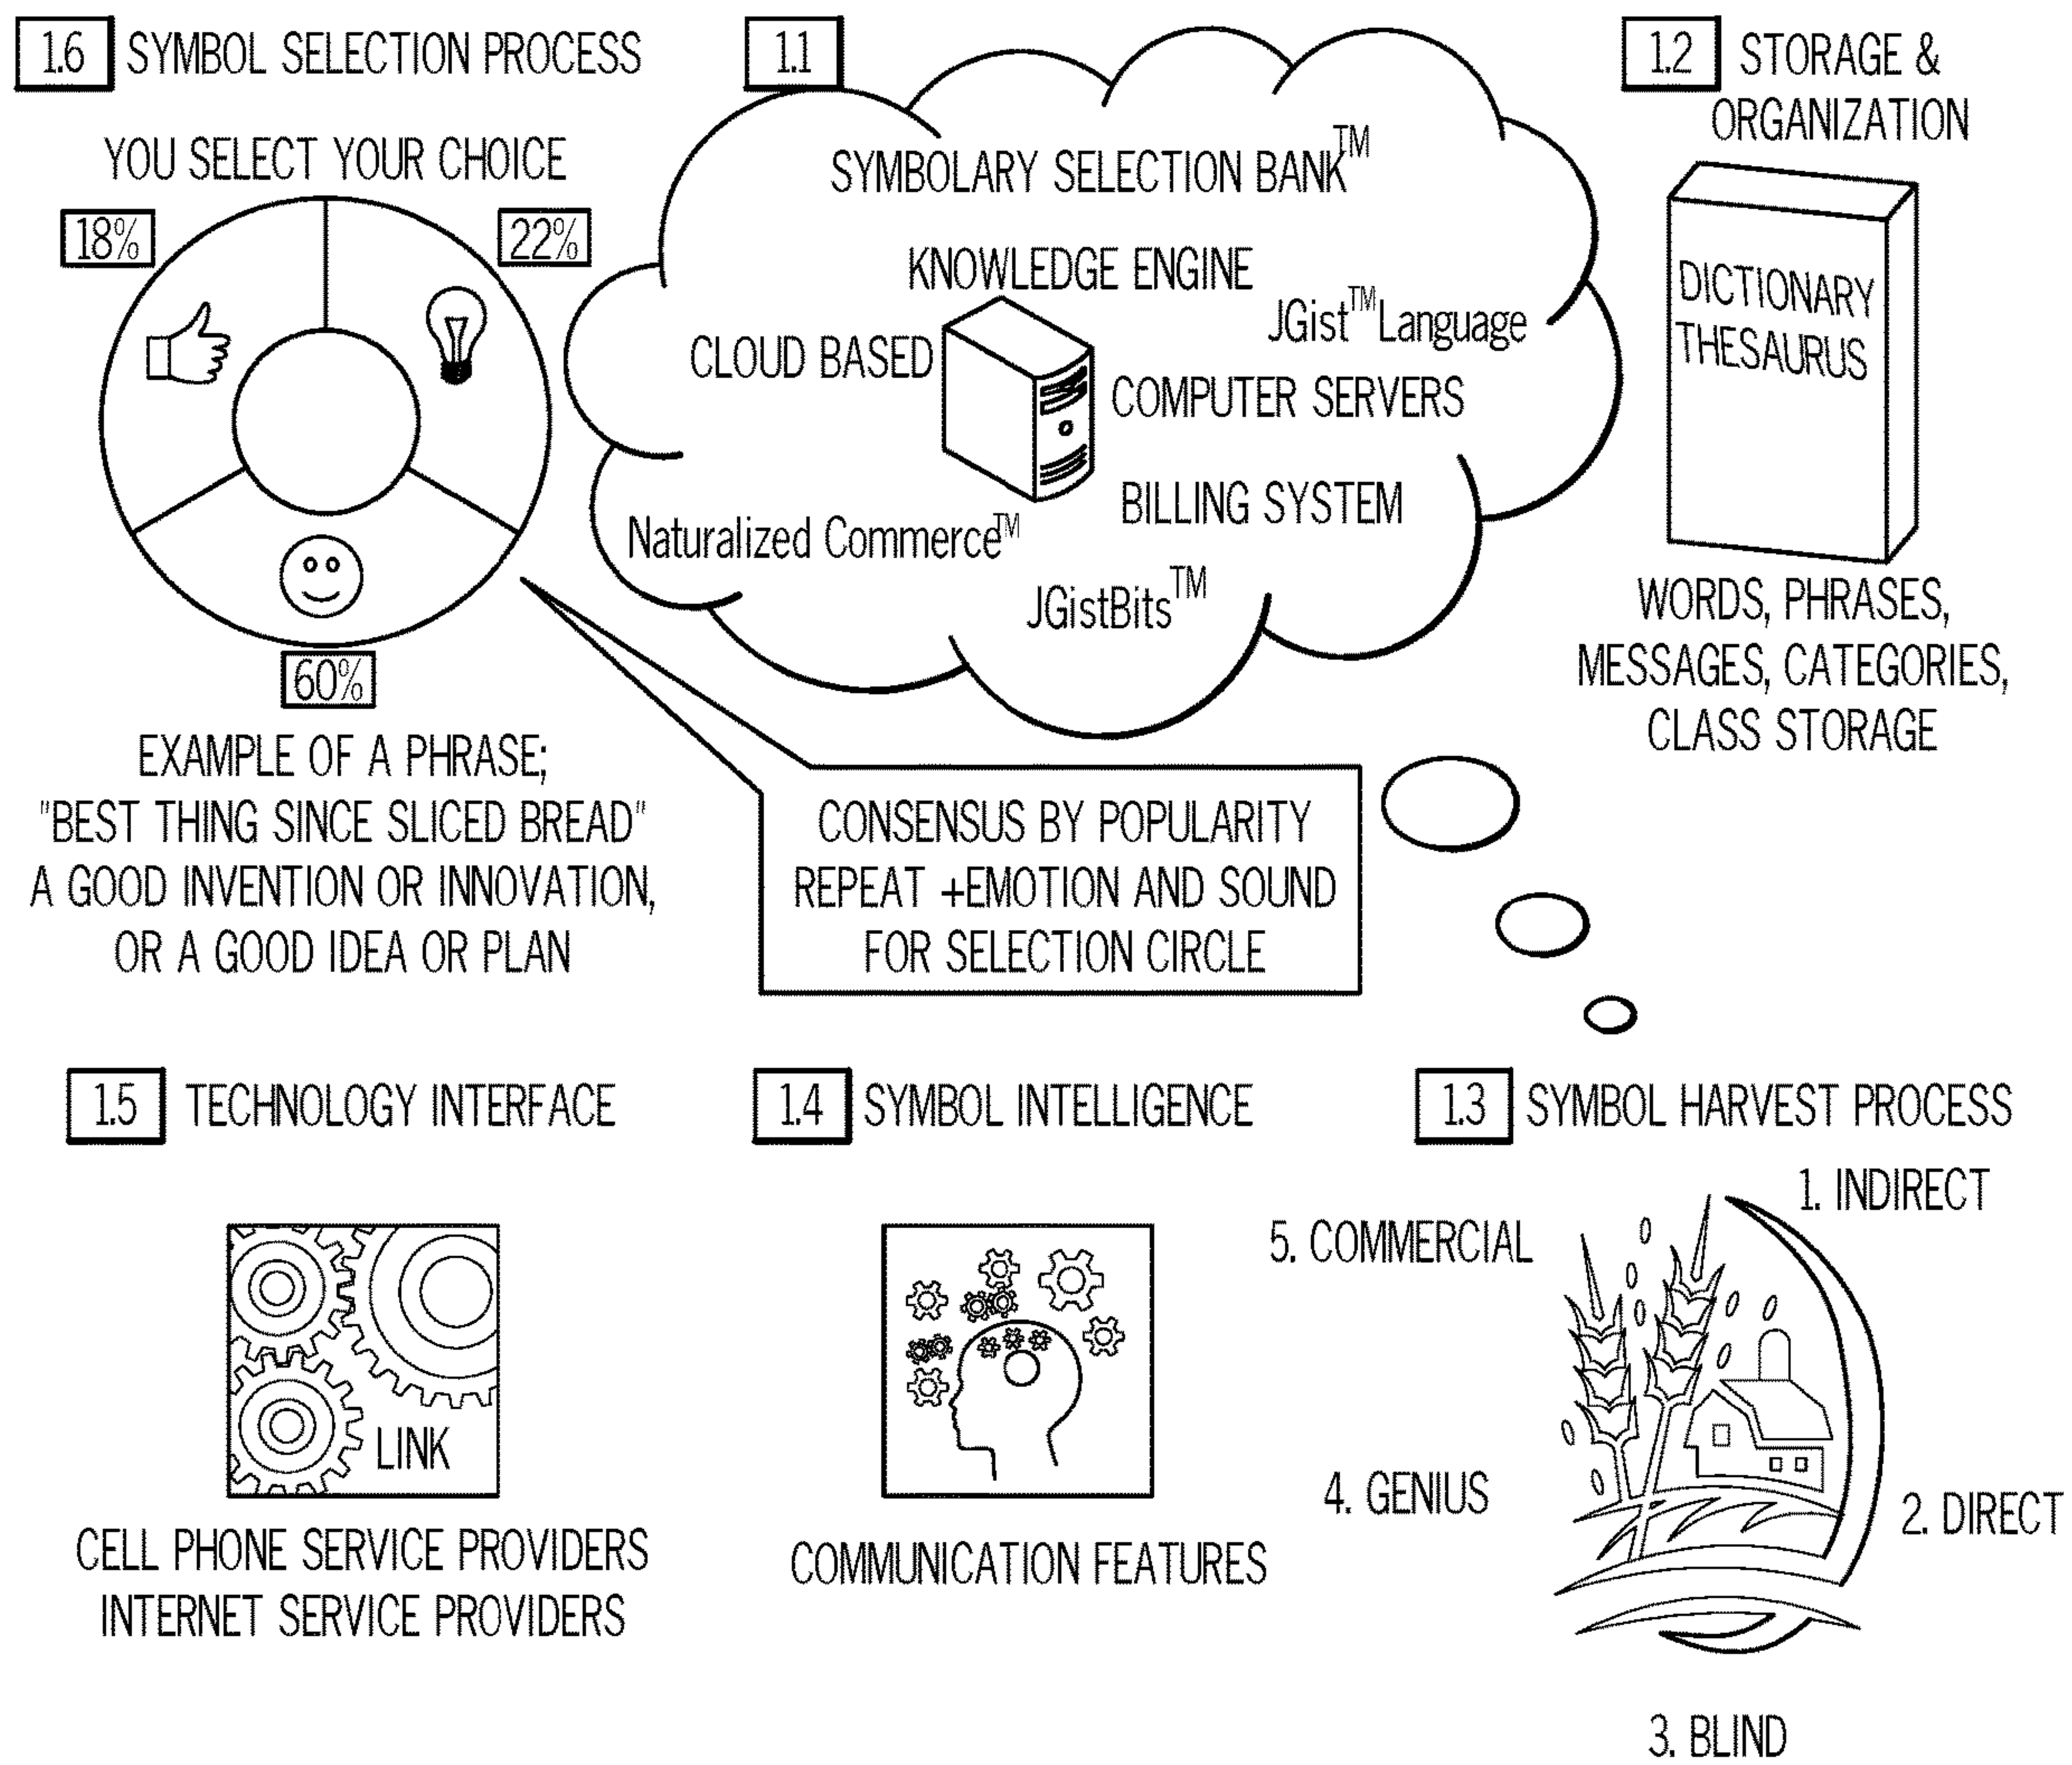 1.6 SYMBOL SELECTION PROCESS
YOU SELECT YOUR CHOICE
18%
22%
60%
EXAMPLE OF A PHRASE;
"BEST THING SINCE SLICED BREAD"
A GOOD INVENTION OR INNOVATION,
OR A GOOD IDEA OR PLAN
1.1
SYMBOLARY SELECTION BANK™
KNOWLEDGE ENGINE
JGist™ Language
CLOUD BASED
COMPUTER SERVERS
BILLING SYSTEM
Naturalized Commerce™
JGistBits™
CONSENSUS BY POPULARITY
REPEAT +EMOTION AND SOUND
FOR SELECTION CIRCLE
1.2 STORAGE &
ORGANIZATION
DICTIONARY
THESAURUS
WORDS, PHRASES,
MESSAGES, CATEGORIES,
CLASS STORAGE
1.5 TECHNOLOGY INTERFACE
LINK
CELL PHONE SERVICE PROVIDERS
INTERNET SERVICE PROVIDERS
1.4 SYMBOL INTELLIGENCE
COMMUNICATION FEATURES
1.3 SYMBOL HARVEST PROCESS
1. INDIRECT
5. COMMERCIAL
4. GENIUS
2. DIRECT
3. BLIND